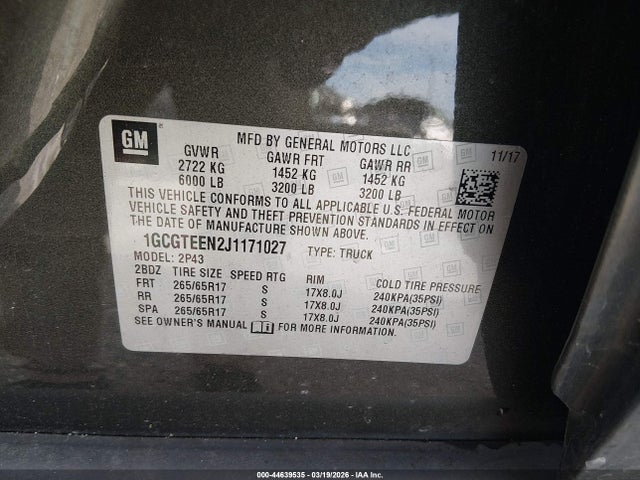 GM
MFD BY GENERAL MOTORS LLC
11/17
GVWR GAWR FRT GAWR RR
2722 KG 1452 KG 1452 KG
6000 LB 3200 LB 3200 LB
THIS VEHICLE CONFORMS TO ALL APPLICABLE U.S. FEDERAL MOTOR
VEHICLE SAFETY AND THEFT PREVENTION STANDARDS IN EFFECT ON
THE DATE OF MANUFACTURE SHOWN ABOVE.
1GCGTEEN2J1171027 TYPE: TRUCK
MODEL: 2P43
2BDZ TIRE SIZE SPEED RTG RIM COLD TIRE PRESSURE
FRT 265/65R17 S 17X8.0J 240KPA(35PSI)
RR 265/65R17 S 17X8.0J 240KPA(35PSI)
SPA 265/65R17 S 17X8.0J 240KPA(35PSI)
SEE OWNER'S MANUAL FOR MORE INFORMATION.
000-44639535 - 03/19/2026 - IAA Inc.